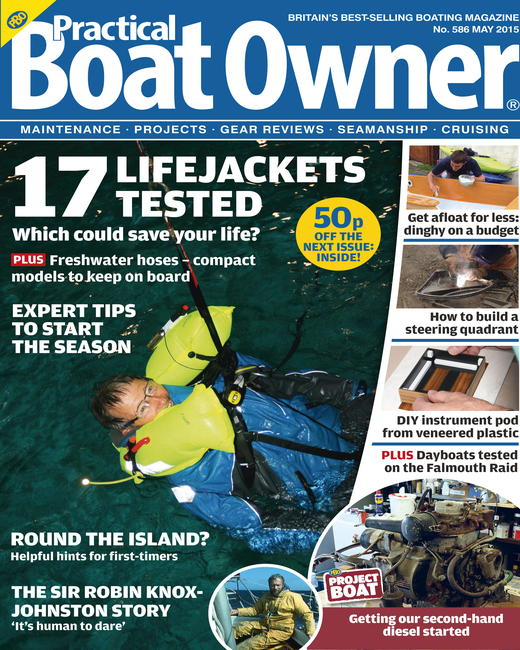 PBO
Practical
Boat Owner®
BRITAIN'S BEST-SELLING BOATING MAGAZINE
No. 586 MAY 2015
MAINTENANCE · PROJECTS · GEAR REVIEWS · SEAMANSHIP · CRUISING
17 LIFEJACKETS
TESTED
Which could save your life?
PLUS Freshwater hoses – compact
models to keep on board
50p
OFF THE
NEXT ISSUE:
INSIDE!
EXPERT TIPS
TO START
THE SEASON
Get afloat for less:
dinghy on a budget
How to build a
steering quadrant
DIY instrument pod
from veneered plastic
PLUS Dayboats tested
on the Falmouth Raid
ROUND THE ISLAND?
Helpful hints for first-timers
THE SIR ROBIN KNOX-
JOHNSTON STORY
'It's human to dare'
PBO
PROJECT
BOAT
Getting our second-hand
diesel started